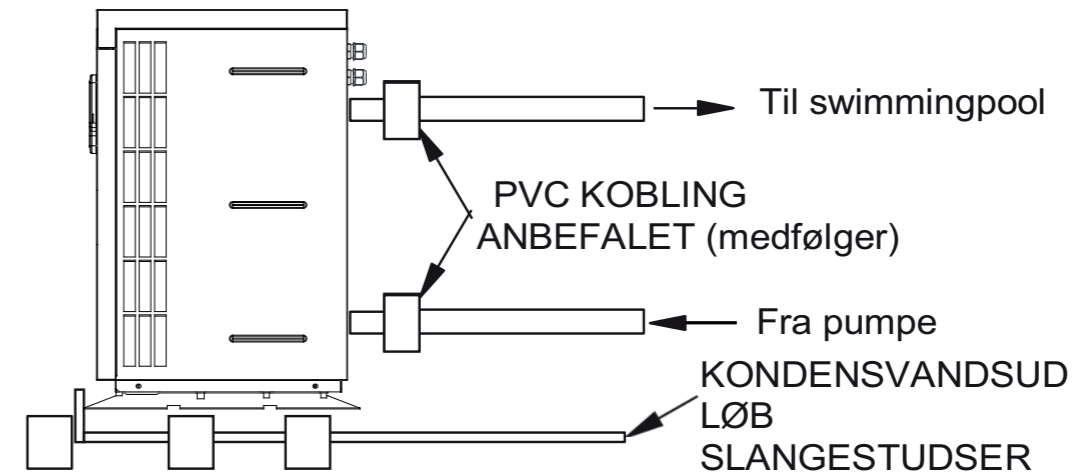 Til swimmingpool
PVC KOBLING
ANBEFALET (medfølger)
Fra pumpe
KONDENSVANDSUD
LØB
SLANGESTUDSER